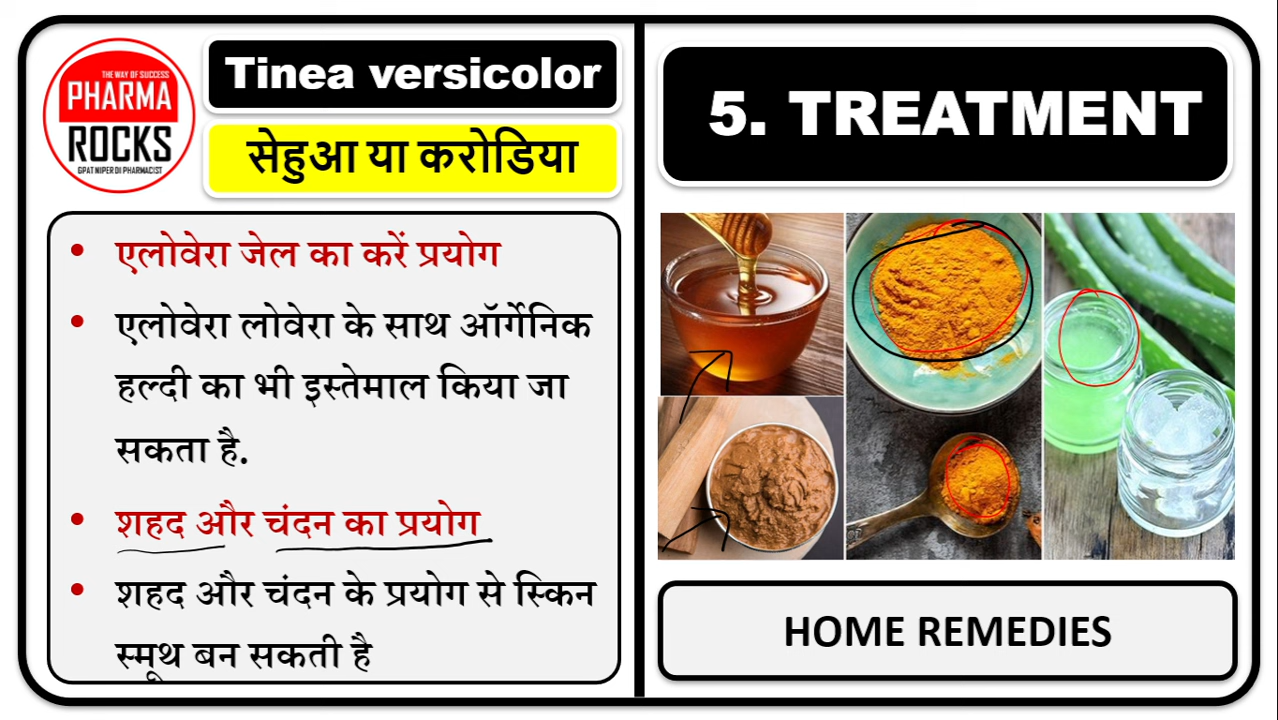 THE WAY OF SUCCESS
PHARMA
ROCKS
GPAT NIPER DI PHARMACIST
Tinea versicolor
सेहुआ या करोडिया
• एलोवेरा जेल का करें प्रयोग
• एलोवेरा लोवेरा के साथ ऑर्गेनिक
हल्दी का भी इस्तेमाल किया जा
सकता है.
• शहद और चंदन का प्रयोग
• शहद और चंदन के प्रयोग से स्किन
स्मूथ बन सकती है
5. TREATMENT
HOME REMEDIES